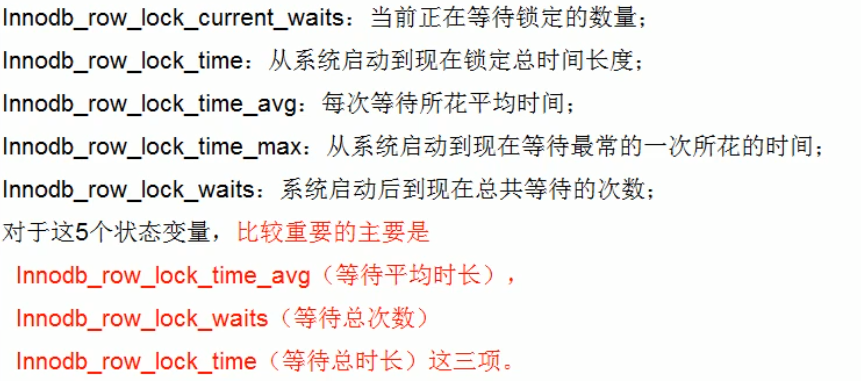 Innodb_row_lock_current_waits：当前正在等待锁定的数量；
Innodb_row_lock_time：从系统启动到现在锁定总时间长度；
Innodb_row_lock_time_avg：每次等待所花平均时间；
Innodb_row_lock_time_max：从系统启动到现在等待最常的一次所花的时间；
Innodb_row_lock_waits：系统启动后到现在总共等待的次数；
对于这5个状态变量，比较重要的主要是
Innodb_row_lock_time_avg（等待平均时长），
Innodb_row_lock_waits（等待总次数）
Innodb_row_lock_time（等待总时长）这三项。